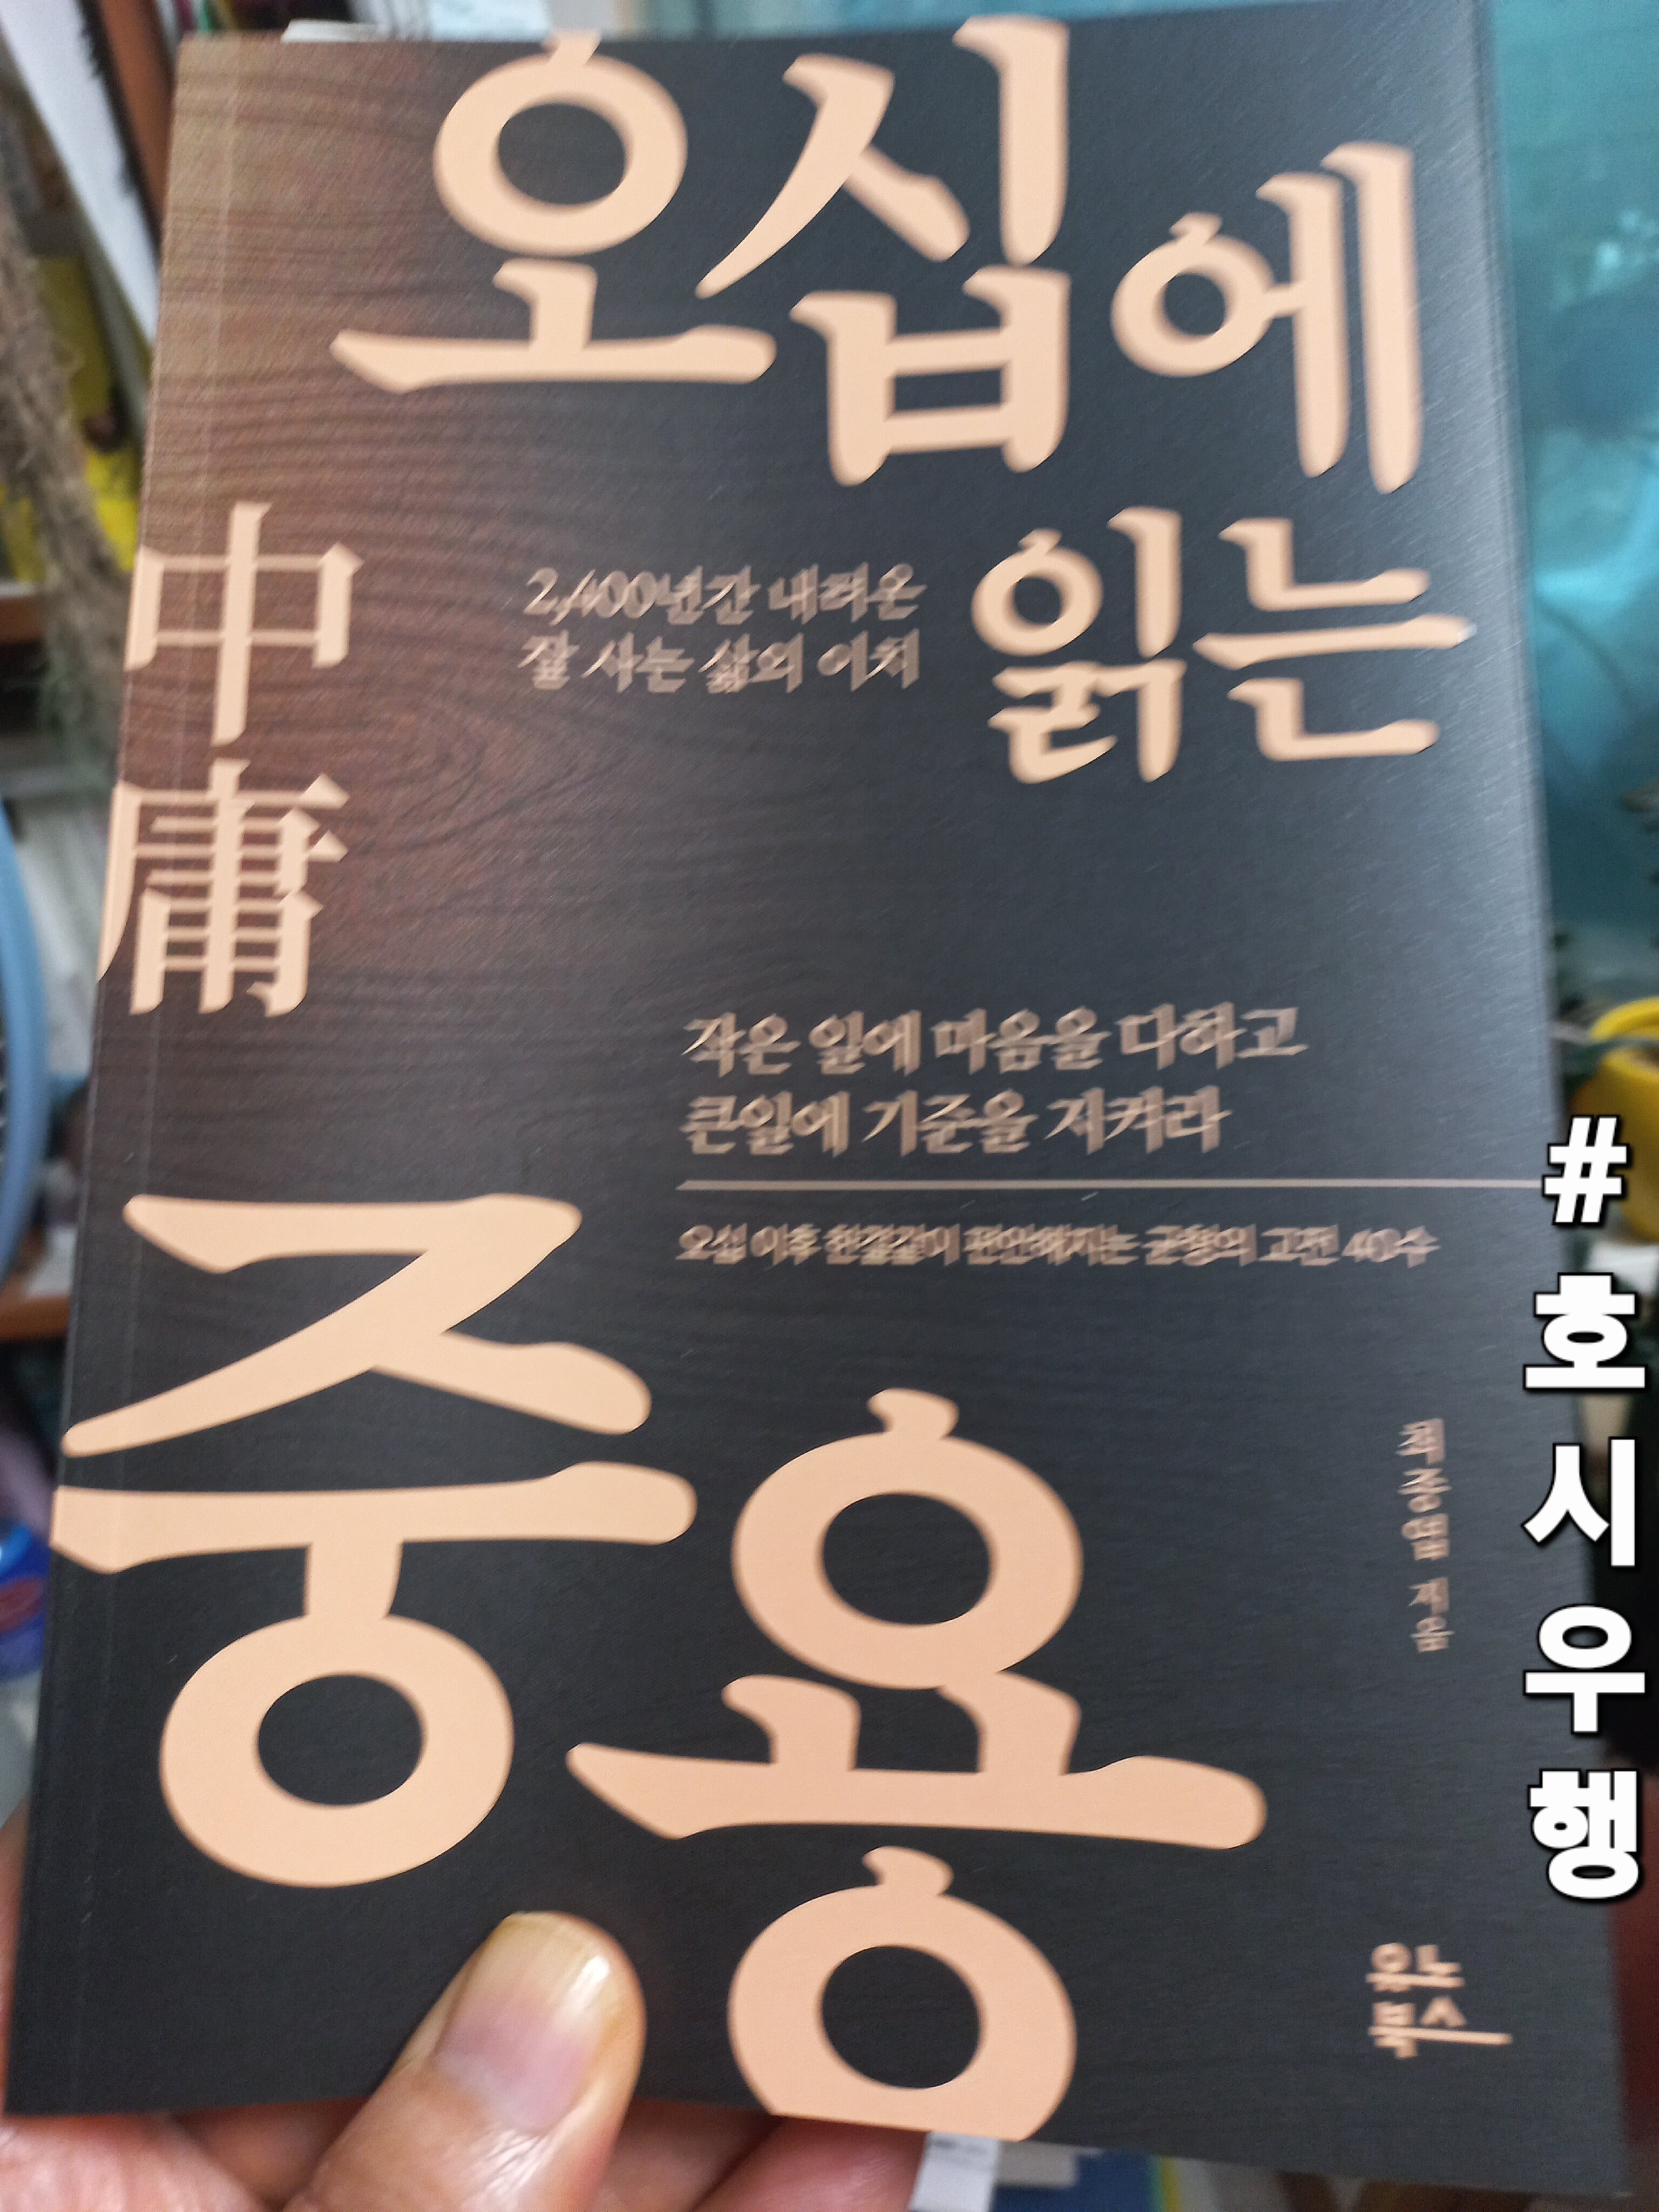 오십에
읽는
中庸
2,400년간 내려온
잘 사는 삶의 이치
작은 일에 마음을 다하고
큰일에 기준을 지켜라
오십 이후 한결같이 편안해지는 균형의 고전 40수
중용
최종엽 지음
유노
북스
#호시우행